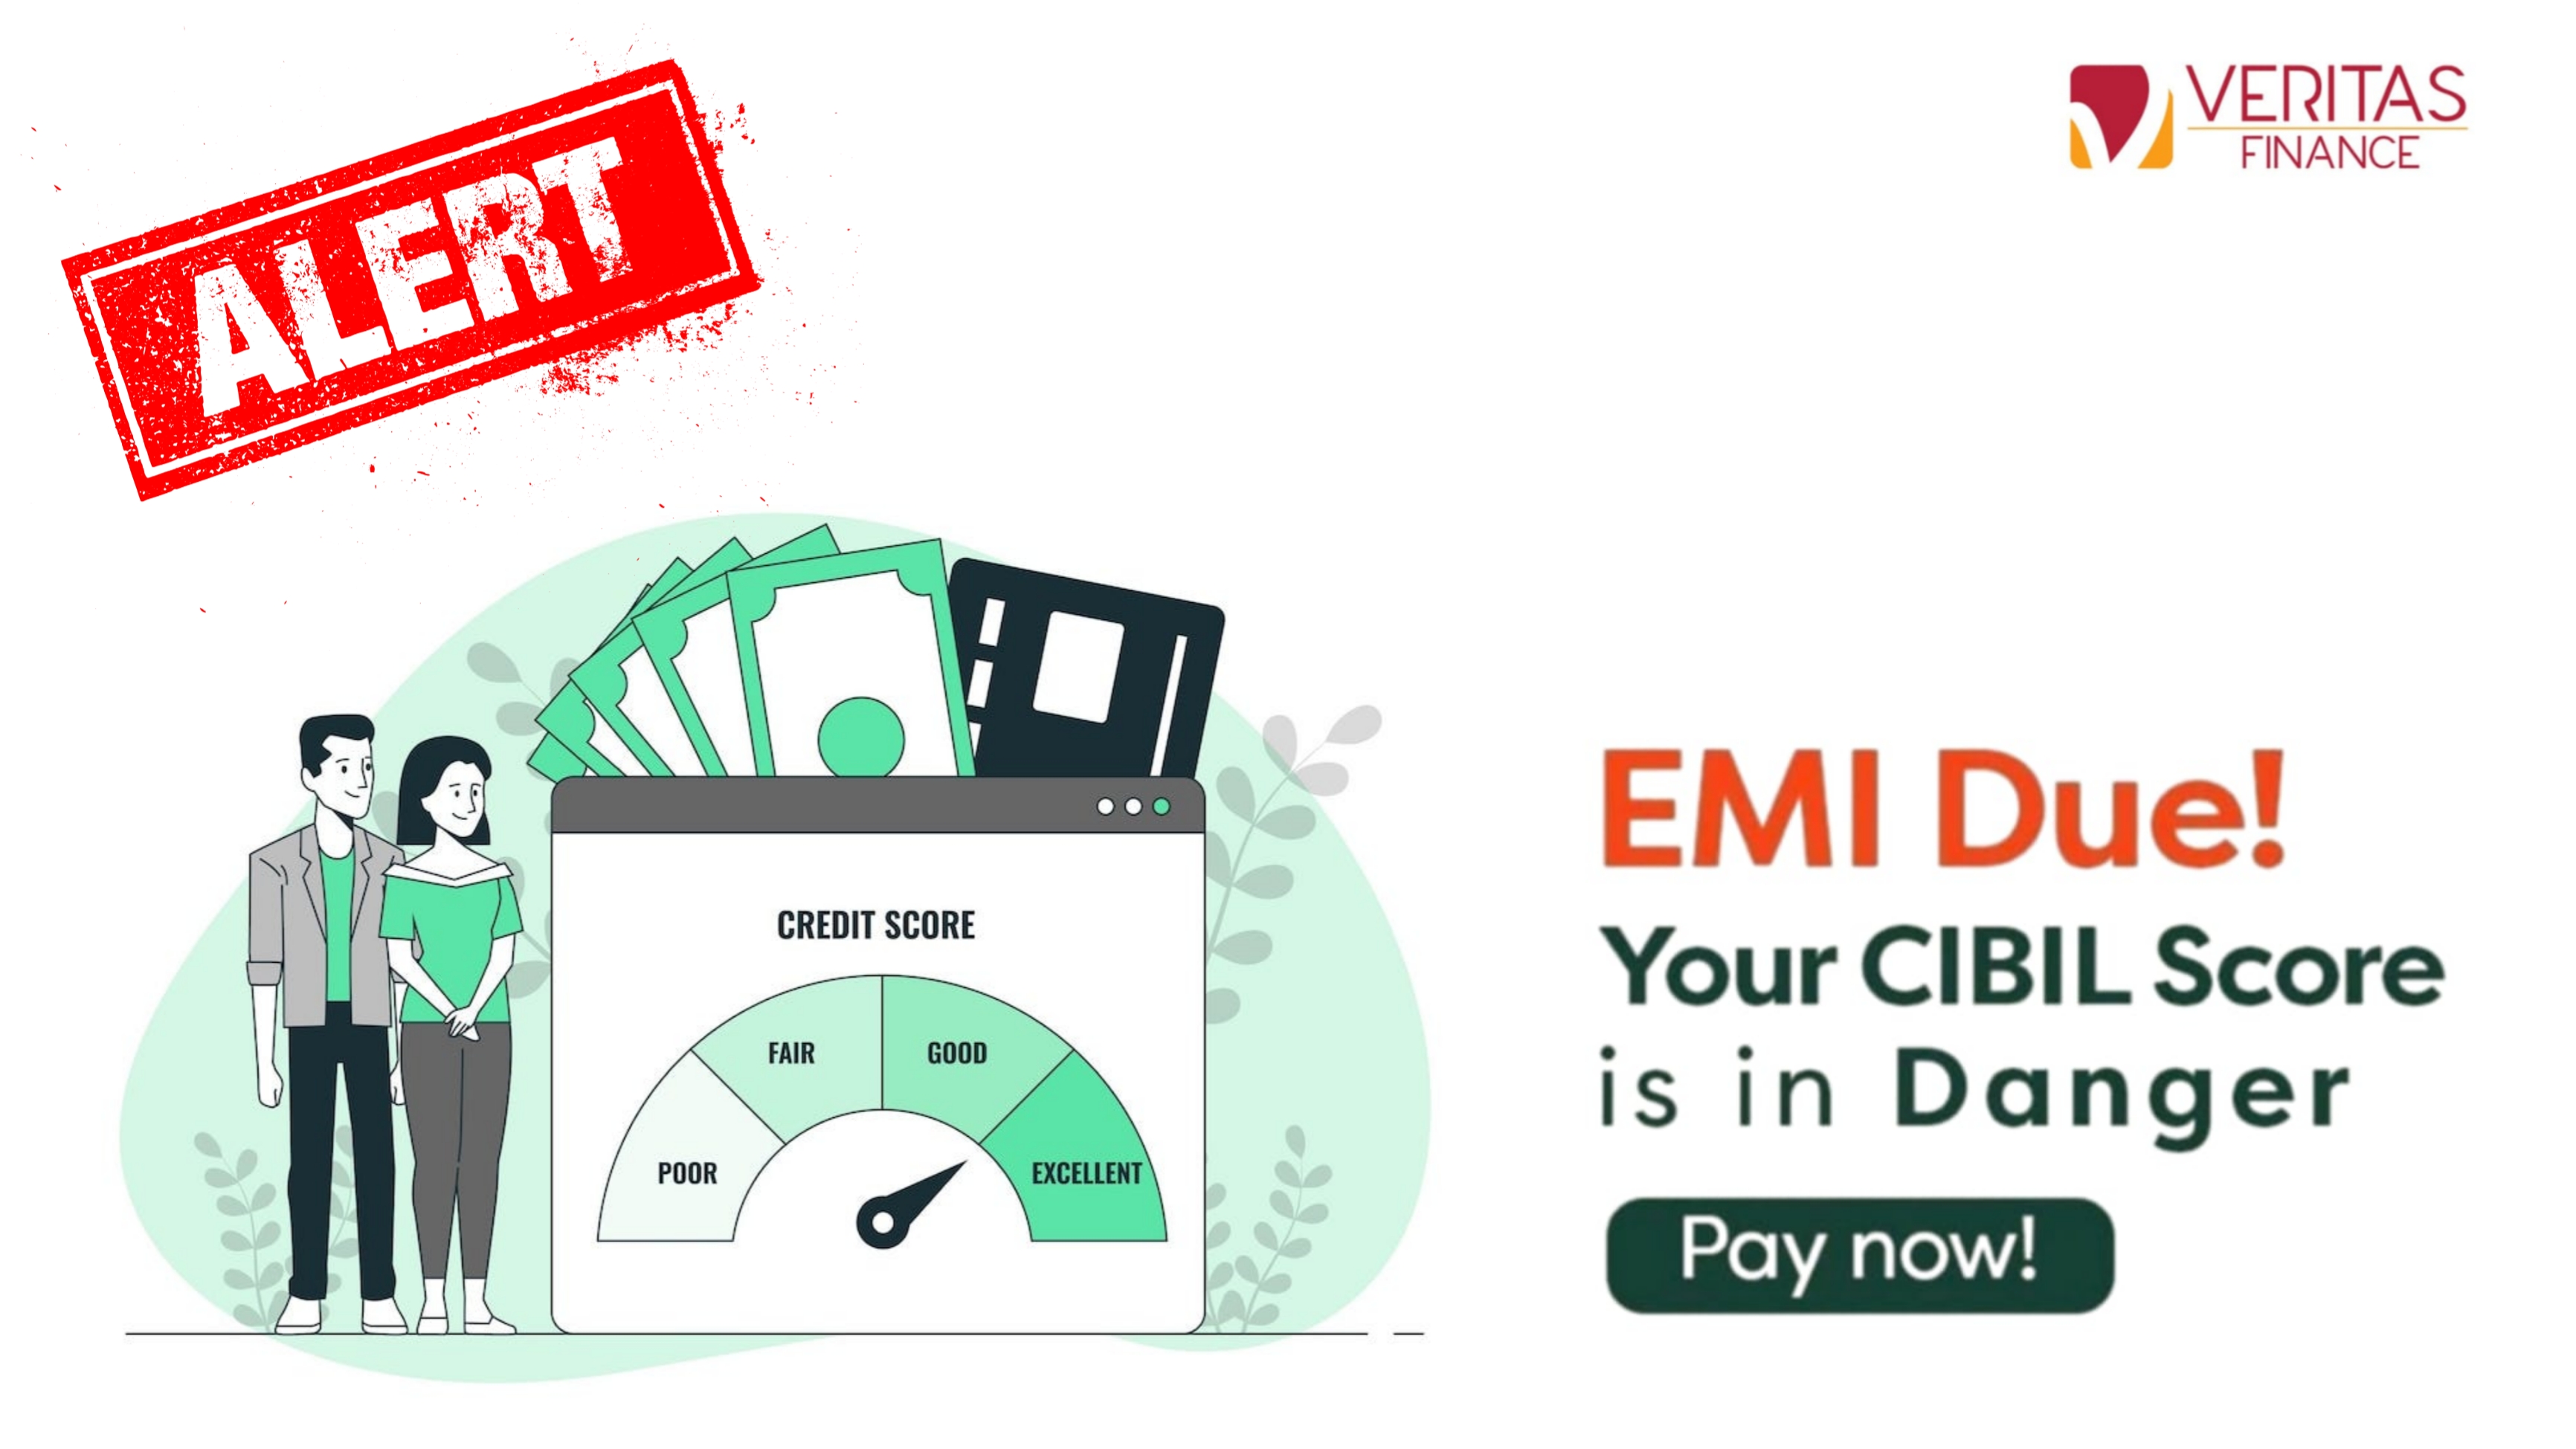 ALERT
VERITAS
FINANCE
CREDIT SCORE
POOR
FAIR
GOOD
EXCELLENT
EMI Due!
Your CIBIL Score
is in Danger
Pay now!